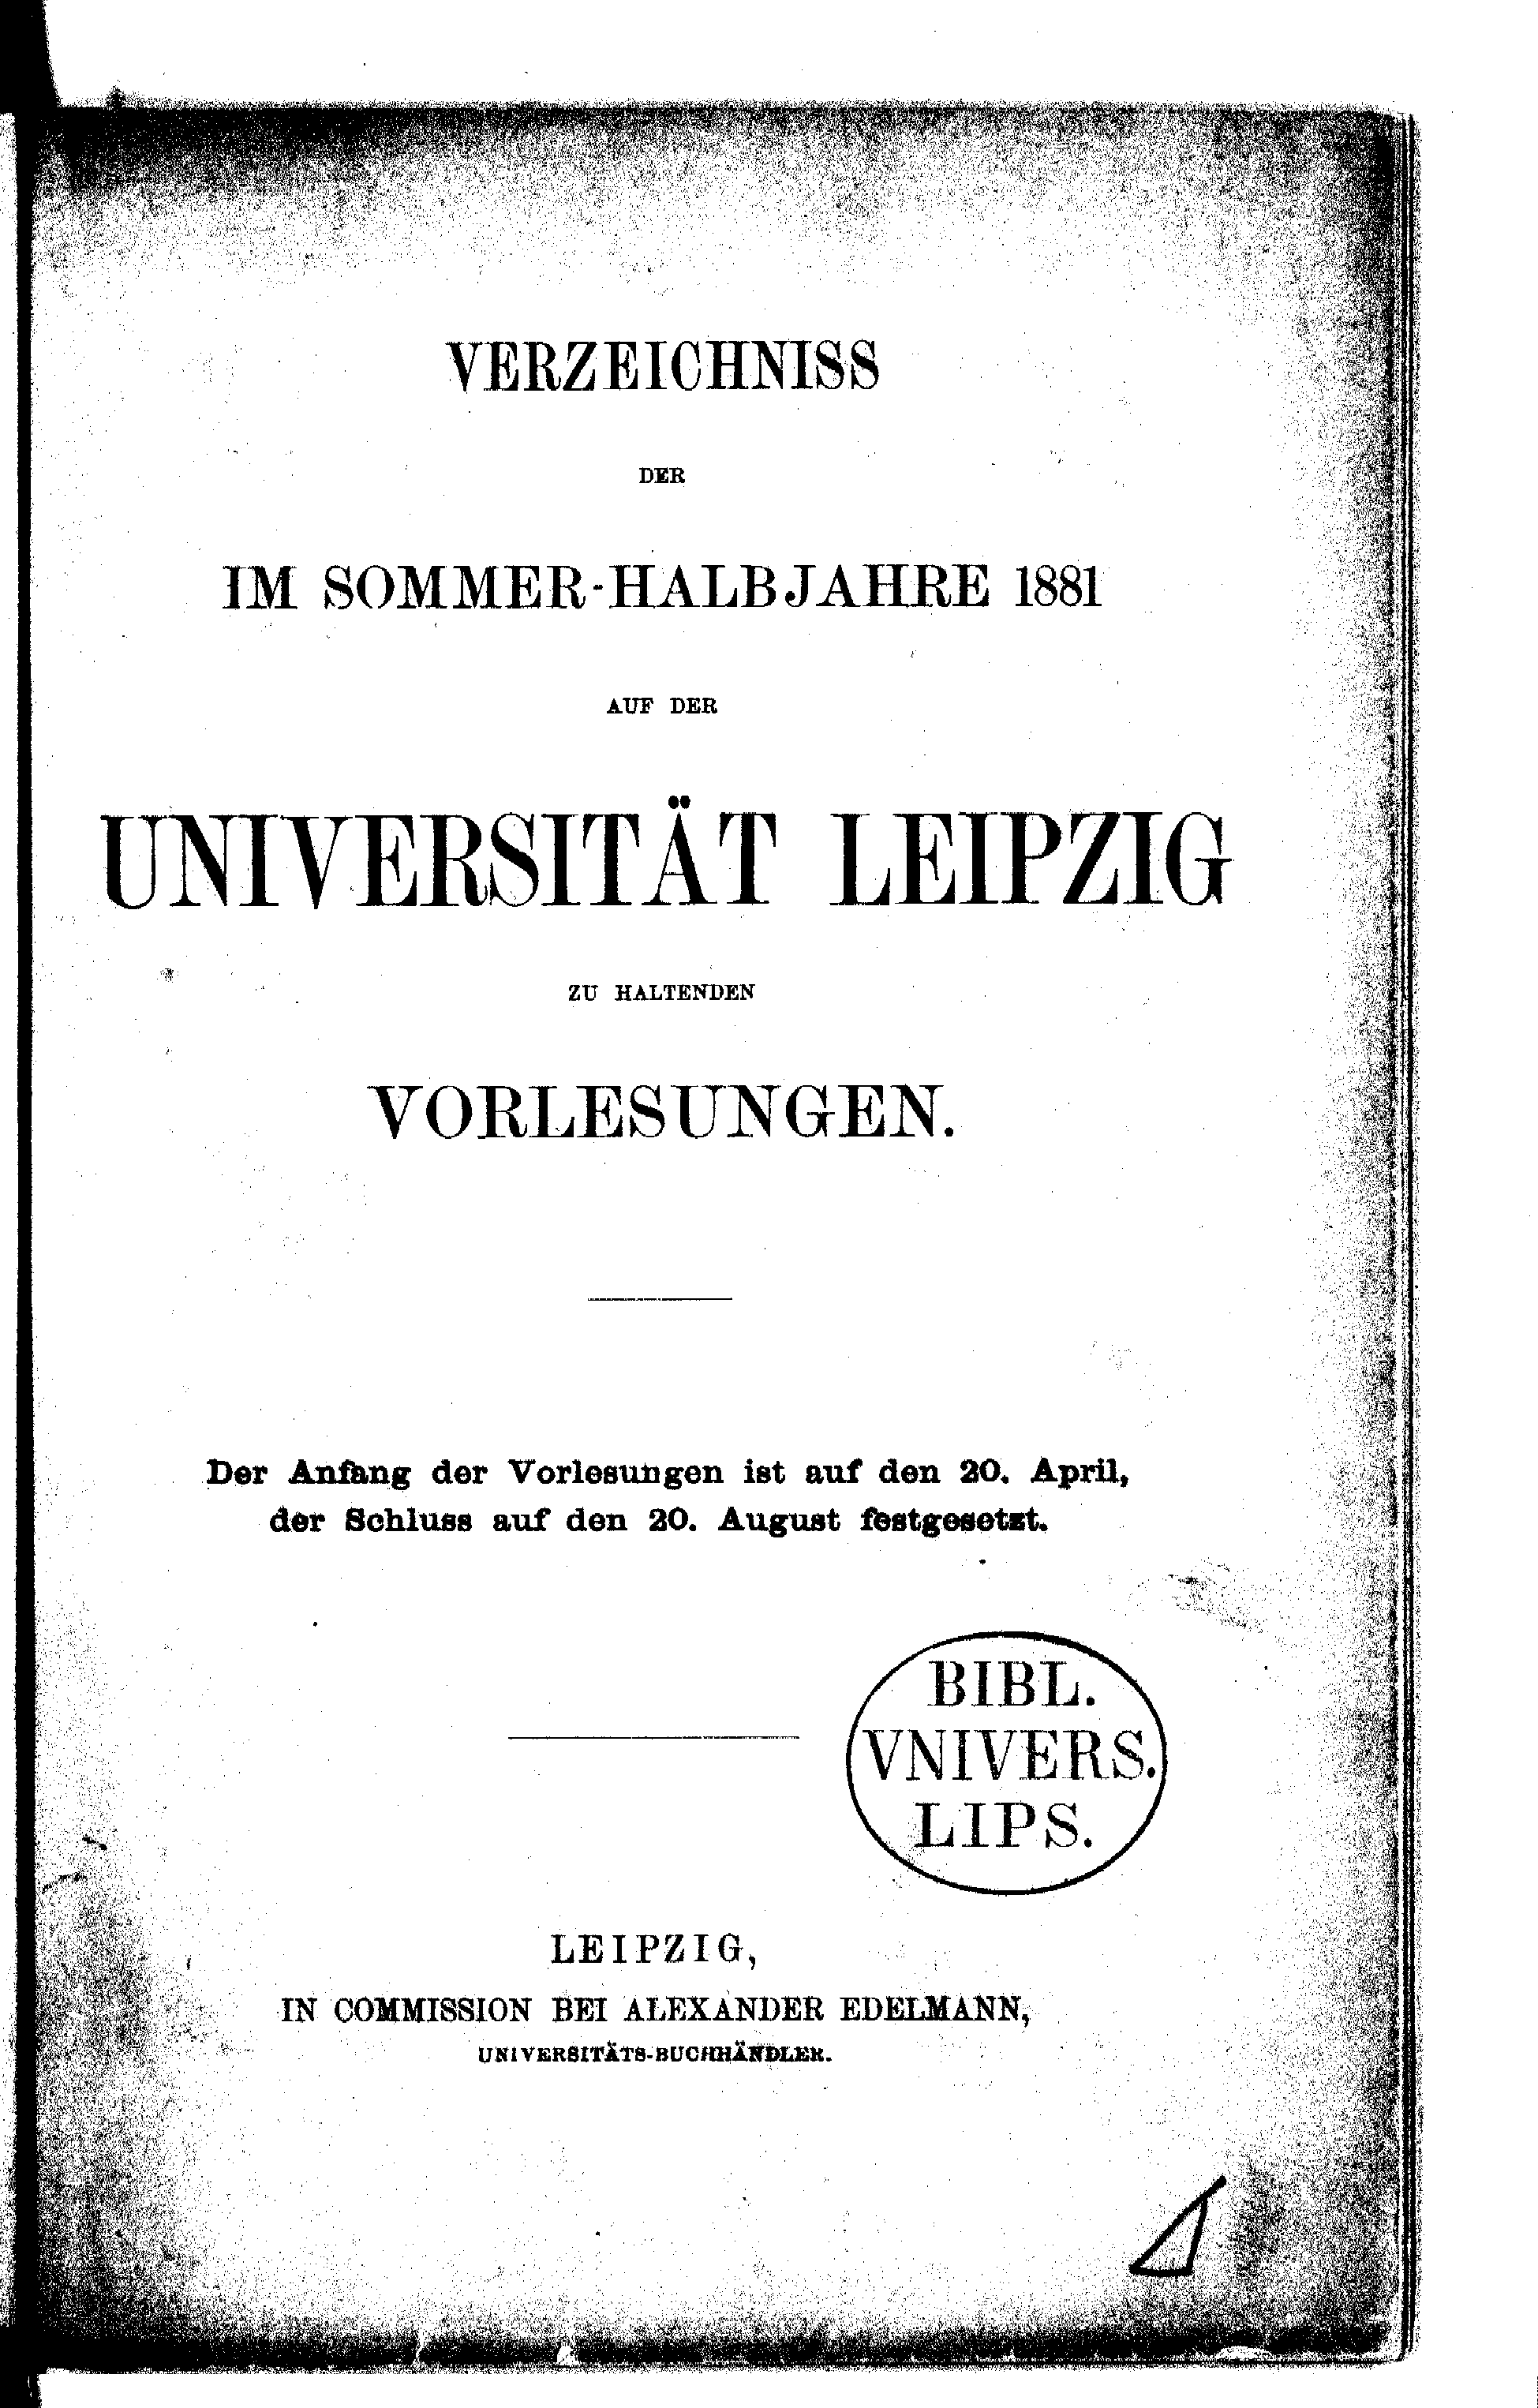 VERZEICHNISS
DER
IM SOMMER-HALBJAHRE 1881
AUF DER
UNIVERSITÄT LEIPZIG
ZU HALTENDEN
VORLESUNGEN.
Der Anfang der Vorlesungen ist auf den 20. April,
der Schluss auf den 20. August festgesetzt.
BIBL.
VNIVERS.
LIPS.
LEIPZIG,
IN COMMISSION BEI ALEXANDER EDELMANN,
UNIVERSITÄTS-BUCHHÄNDLER.